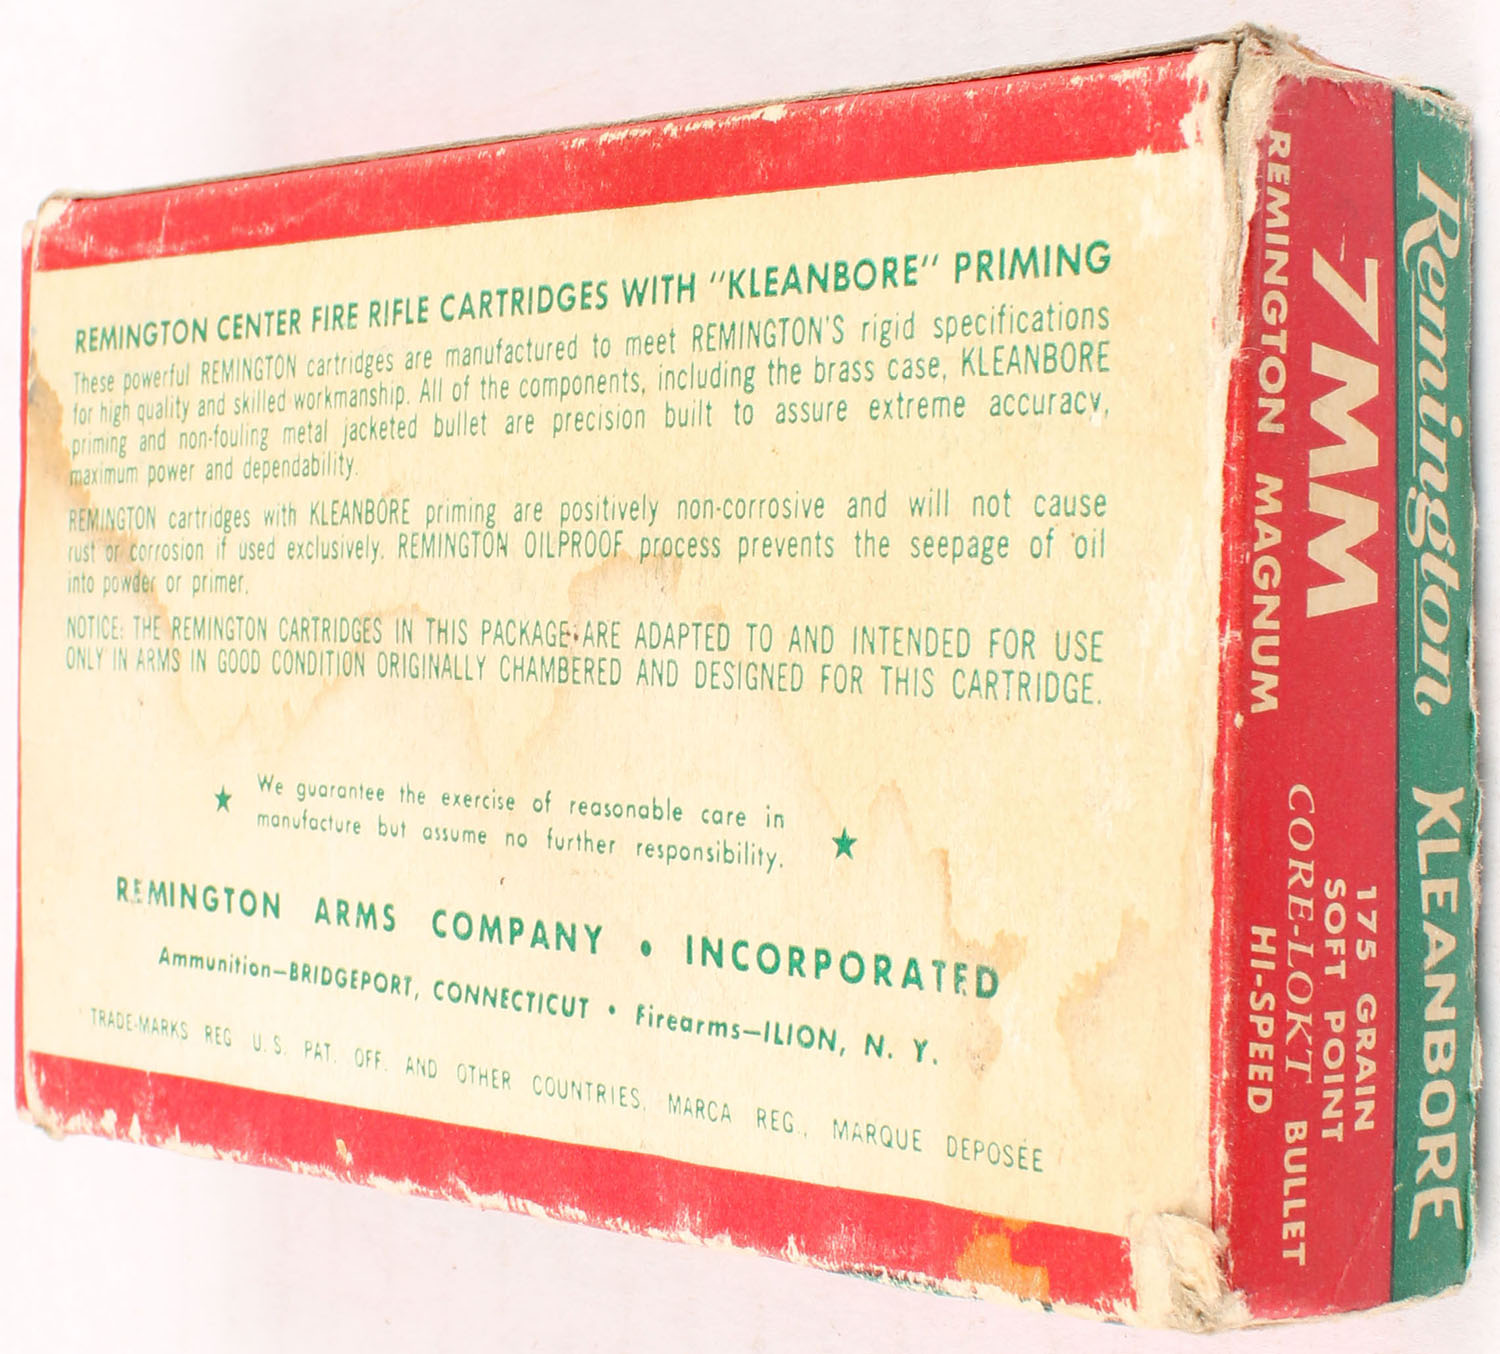 REMINGTON CENTER FIRE RIFLE CARTRIDGES WITH "KLEANBORE" PRIMING
These powerful REMINGTON cartridges are manufactured to meet REMINGTON'S rigid specifications
for high quality and skilled workmanship. All of the components, including the brass case, KLEANBORE
priming and non-fouling metal jacketed bullet are precision built to assure extreme accuracy,
maximum power and dependability.
REMINGTON cartridges with KLEANBORE priming are positively non-corrosive and will not cause
rust or corrosion if used exclusively. REMINGTON OILPROOF process prevents the seepage of oil
into powder or primer.
NOTICE: THE REMINGTON CARTRIDGES IN THIS PACKAGE ARE ADAPTED TO AND INTENDED FOR USE
ONLY IN ARMS IN GOOD CONDITION ORIGINALLY CHAMBERED AND DESIGNED FOR THIS CARTRIDGE.
★ We guarantee the exercise of reasonable care in
manufacture but assume no further responsibility. ★
REMINGTON ARMS COMPANY • INCORPORATED
Ammunition—BRIDGEPORT, CONNECTICUT • Firearms—ILION, N. Y.
TRADE-MARKS REG U. S. PAT. OFF. AND OTHER COUNTRIES, MARCA REG., MARQUE DEPOSÉE
Remington KLEANBORE
7MM
REMINGTON MAGNUM
175 GRAIN
SOFT POINT
CORE-LOKT BULLET
HI-SPEED